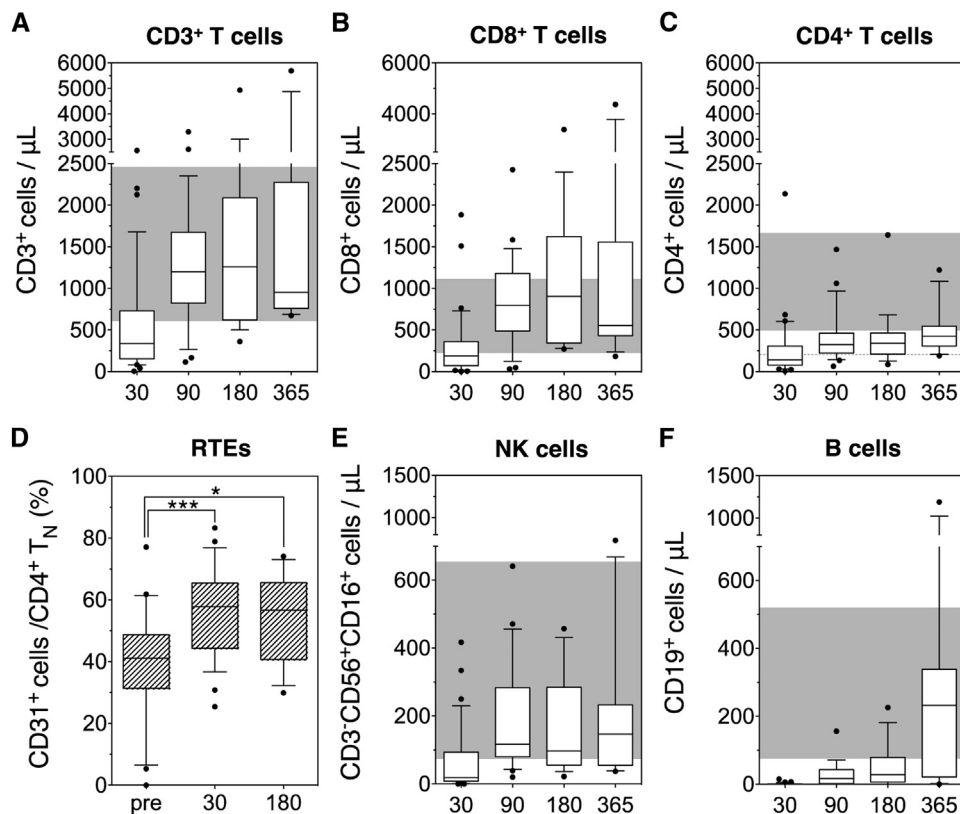 A
CD3⁺ T cells
CD3⁺ cells / μL
6000
5000
4000
3000
2500
2000
1500
1000
500
0
30 90 180 365
B
CD8⁺ T cells
CD8⁺ cells / μL
6000
4000
2500
2000
1500
1000
500
0
30 90 180 365
C
CD4⁺ T cells
CD4⁺ cells / μL
6000
5000
4000
3000
2500
2000
1500
1000
500
0
30 90 180 365
D
RTEs
CD31⁺ cells /CD4⁺ T_N (%)
100
80
60
40
20
0
*
***
pre 30 180
E
NK cells
CD3⁻CD56⁺CD16⁺ cells / μL
1500
1000
600
400
200
0
30 90 180 365
F
B cells
CD19⁺ cells / μL
1500
1000
600
400
200
0
30 90 180 365